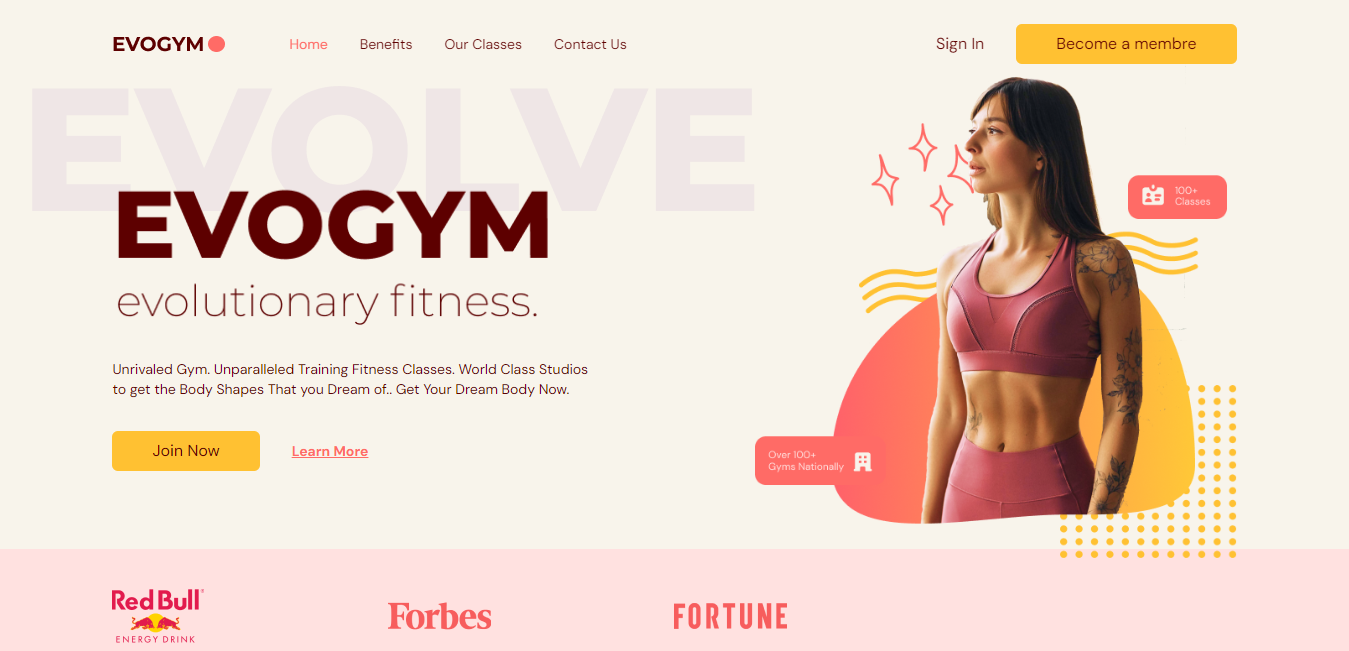 EVOGYM
Home Benefits Our Classes Contact Us
Sign In
Become a membre
EVOLVE
EVOGYM
evolutionary fitness.
Unrivaled Gym. Unparalleled Training Fitness Classes. World Class Studios
to get the Body Shapes That you Dream of.. Get Your Dream Body Now.
Join Now
Learn More
100+
Classes
Over 100+
Gyms Nationally
Red Bull
ENERGY DRINK
Forbes
FORTUNE